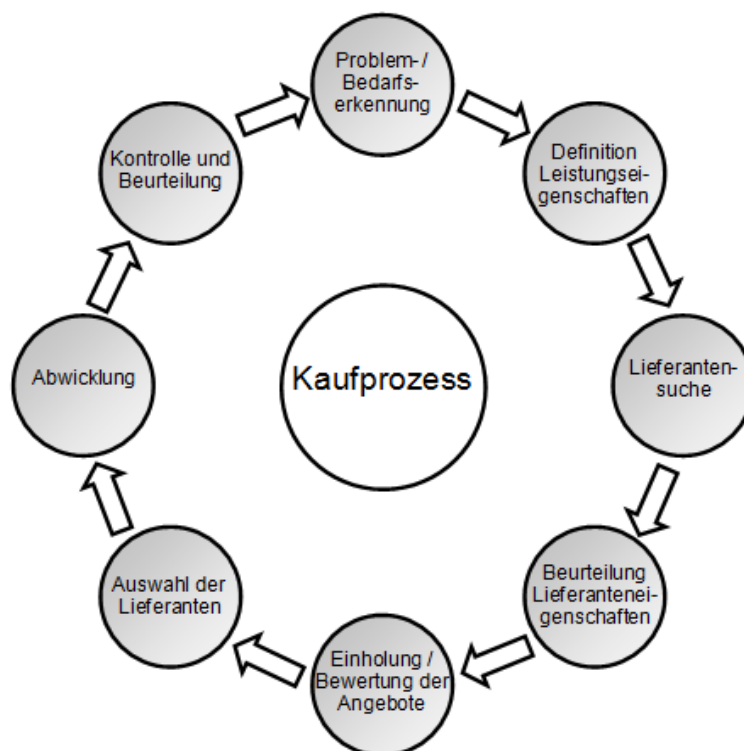 Problem- /
Bedarfs-
erkennung
Definition
Leistungsei-
genschaften
Lieferanten-
suche
Beurteilung
Lieferantenei-
genschaften
Einholung /
Bewertung der
Angebote
Auswahl der
Lieferanten
Abwicklung
Kontrolle und
Beurteilung
Kaufprozess